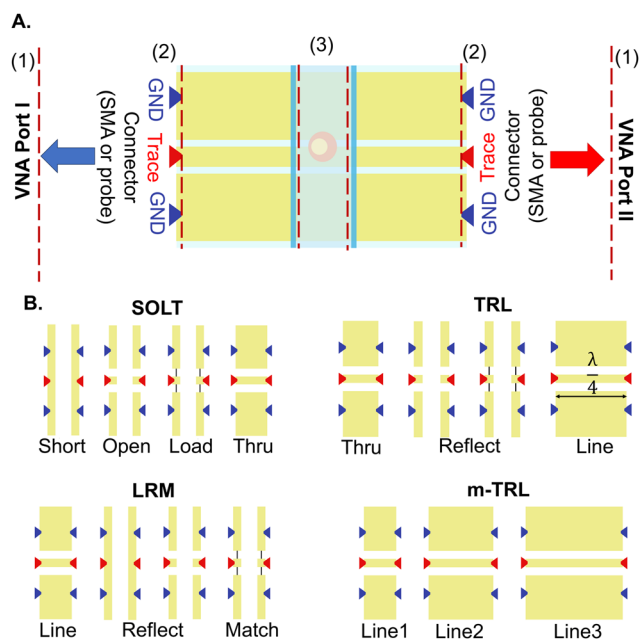 A.
(1)
(2)
(3)
(2)
(1)
VNA Port I
Connector
(SMA or probe)
GND
Trace
GND
GND
Trace
GND
Connector
(SMA or probe)
VNA Port II
B.
SOLT
Short
Open
Load
Thru
TRL
λ
4
Thru
Reflect
Line
LRM
Line
Reflect
Match
m-TRL
Line1
Line2
Line3